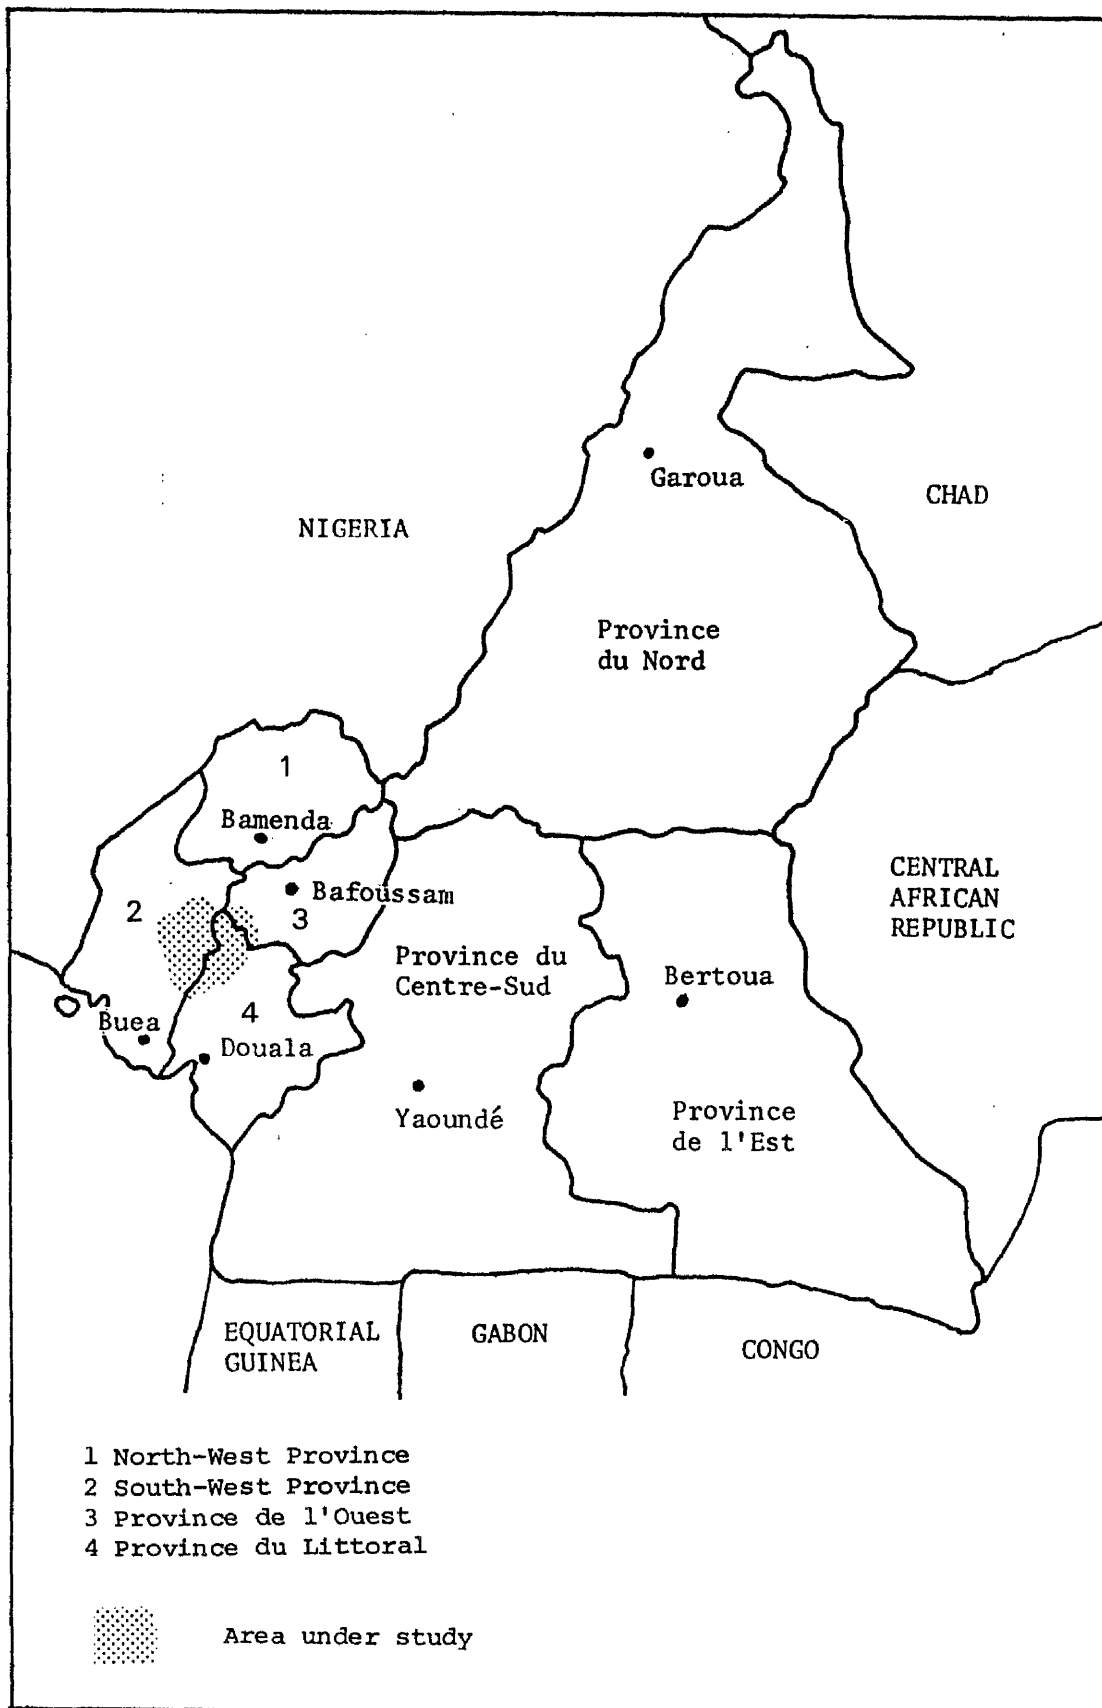 Garoua
CHAD
NIGERIA
Province
du Nord
1
Bamenda
CENTRAL
AFRICAN
REPUBLIC
Bafoussam
2
3
Province du
Centre-Sud
Bertoua
4
Buea
Douala
Yaoundé
Province
de l'Est
EQUATORIAL
GUINEA
GABON
CONGO
1 North-West Province
2 South-West Province
3 Province de l'Ouest
4 Province du Littoral
Area under study